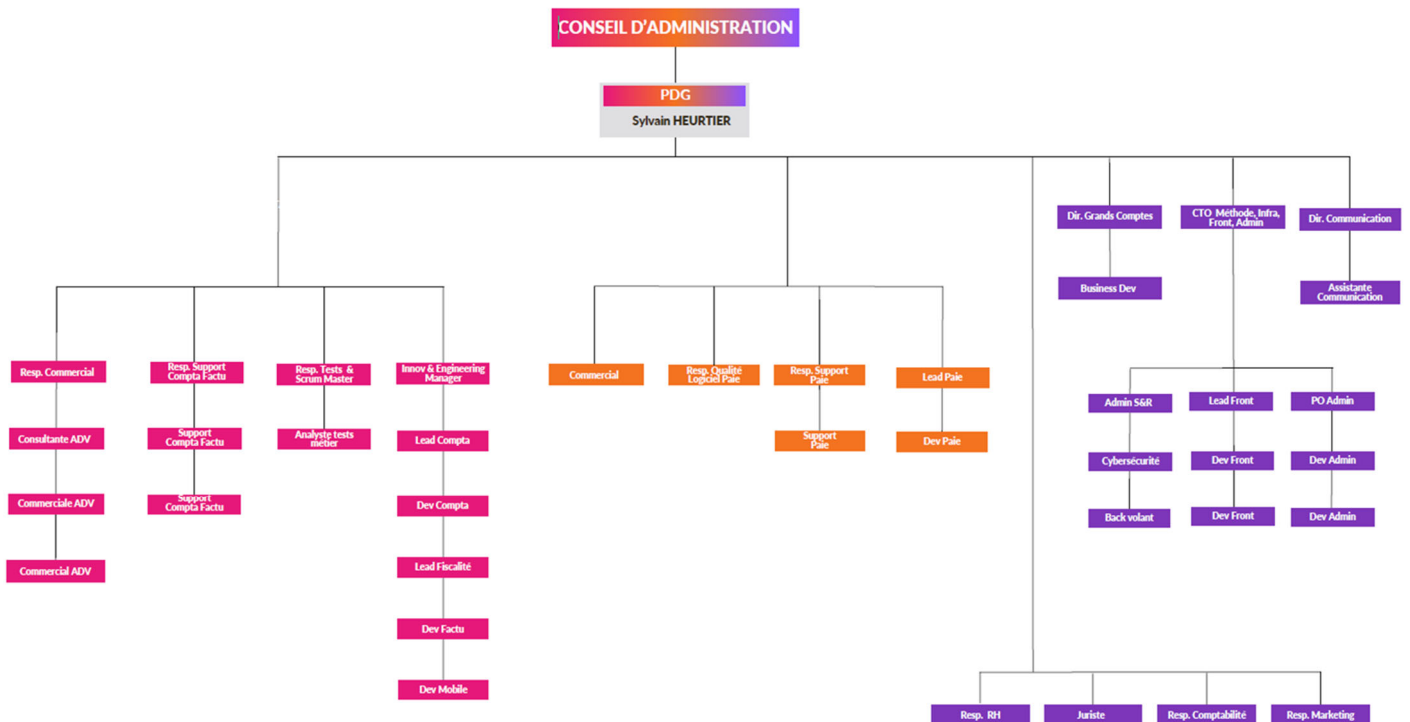 CONSEIL D'ADMINISTRATION
PDG
Sylvain HEURTIER
Dir. Grands Comptes
CTO Méthode, Infra,
Front, Admin
Dir. Communication
Business Dev
Assistante
Communication
Resp. Commercial
Resp. Support
Compta Factu
Resp. Tests & 
Scrum Master
Innov & Engineering
Manager
Commercial
Resp. Qualité
Logiciel Paie
Resp. Support
Paie
Lead Paie
Admin S&R
Lead Front
PO Admin
Consultante ADV
Support
Compta Factu
Analyste tests
métier
Lead Compta
Support
Paie
Dev Paie
Cybersécurité
Dev Front
Dev Admin
Commerciale ADV
Support
Compta Factu
Dev Compta
Back volant
Dev Front
Dev Admin
Commercial ADV
Lead Fiscalité
Dev Factu
Dev Mobile
Resp. RH
Juriste
Resp. Comptabilité
Resp. Marketing